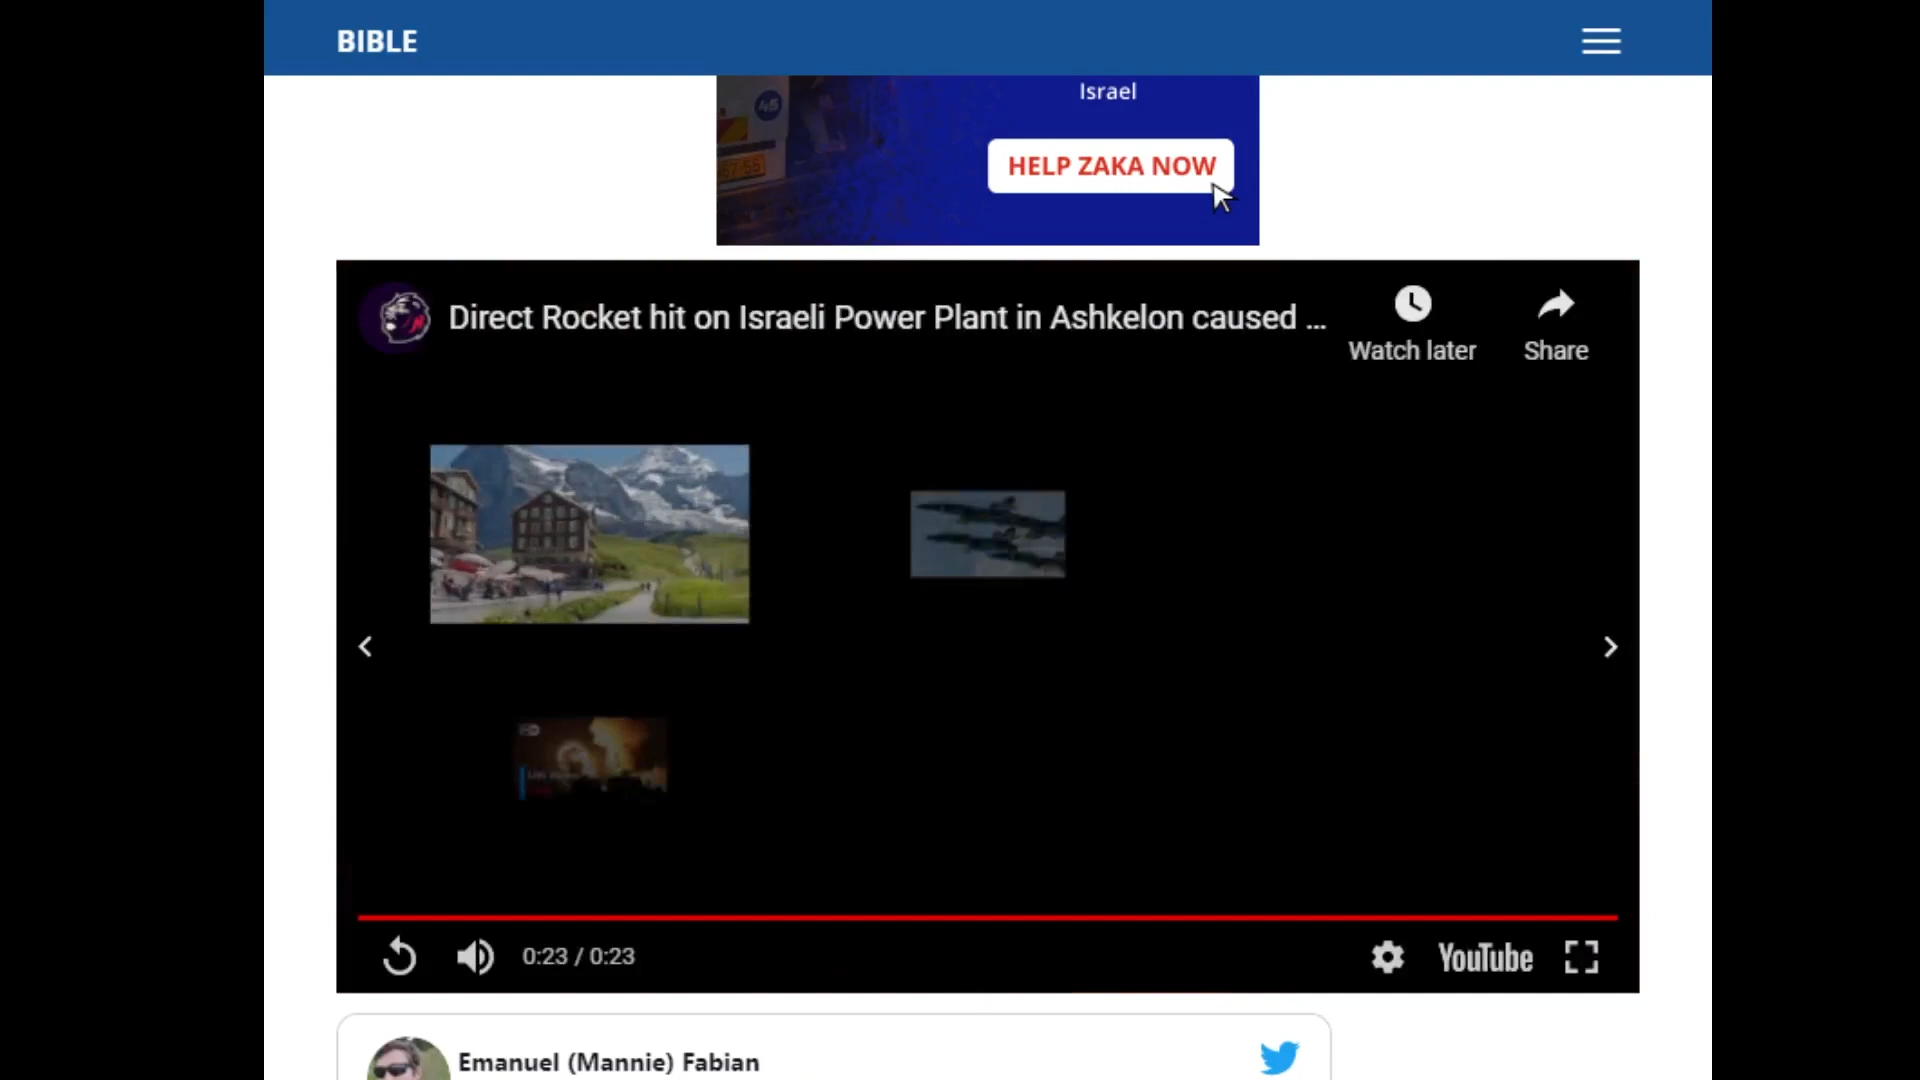 BIBLE
Israel
HELP ZAKA NOW
Direct Rocket hit on Israeli Power Plant in Ashkelon caused ...
Watch later
Share
0:23 / 0:23
YouTube
Emanuel (Mannie) Fabian